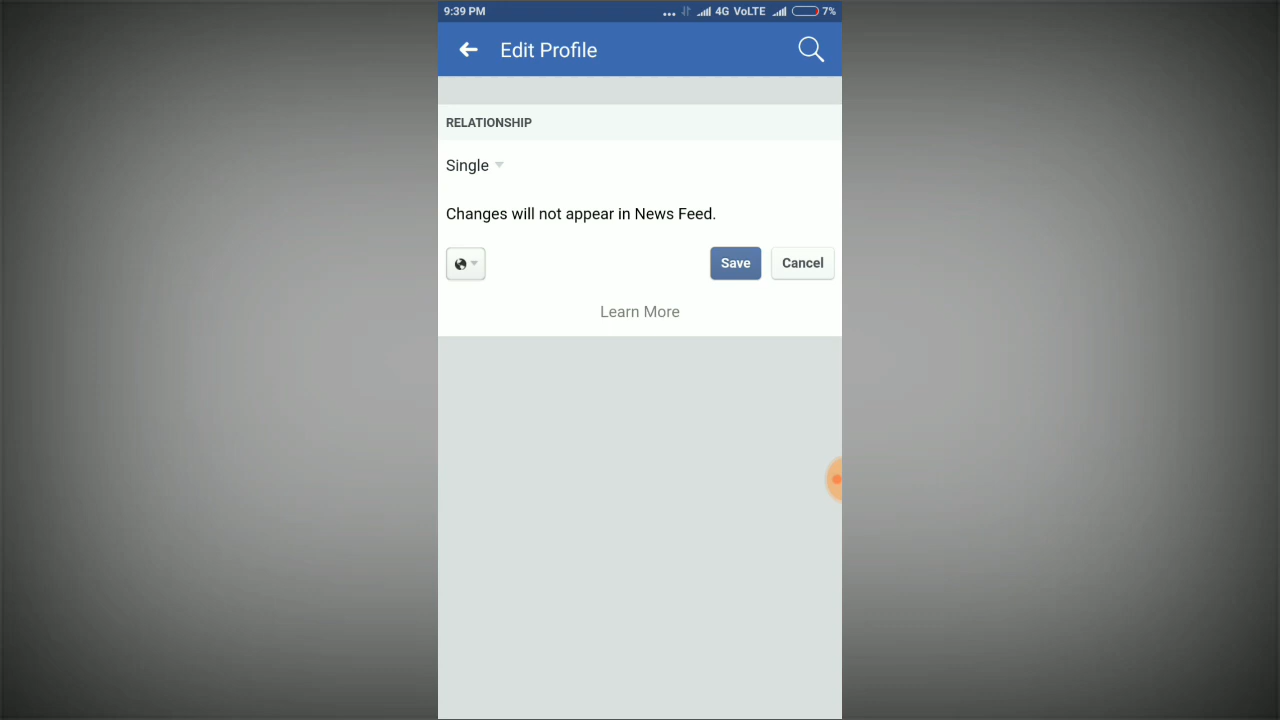 9:39 PM ... 4G VoLTE 7%
Edit Profile
RELATIONSHIP
Single
Changes will not appear in News Feed.
Save Cancel
Learn More